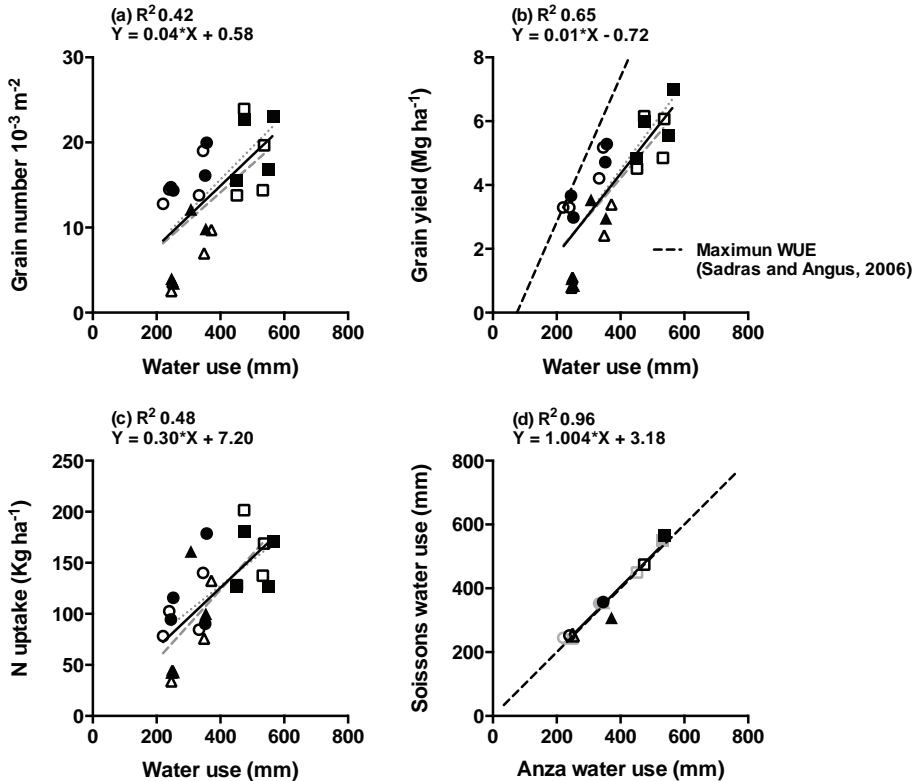 (a) R² 0.42
Y = 0.04*X + 0.58
Grain number 10⁻³ m⁻²
30
20
10
0
0 200 400 600 800
Water use (mm)
(b) R² 0.65
Y = 0.01*X - 0.72
Grain yield (Mg ha⁻¹)
8
6
4
2
0
0 200 400 600 800
Water use (mm)
Maximun WUE
(Sadras and Angus, 2006)
(c) R² 0.48
Y = 0.30*X + 7.20
N uptake (Kg ha⁻¹)
250
200
150
100
50
0
0 200 400 600 800
Water use (mm)
(d) R² 0.96
Y = 1.004*X + 3.18
Soissons water use (mm)
800
600
400
200
0
0 200 400 600 800
Anza water use (mm)